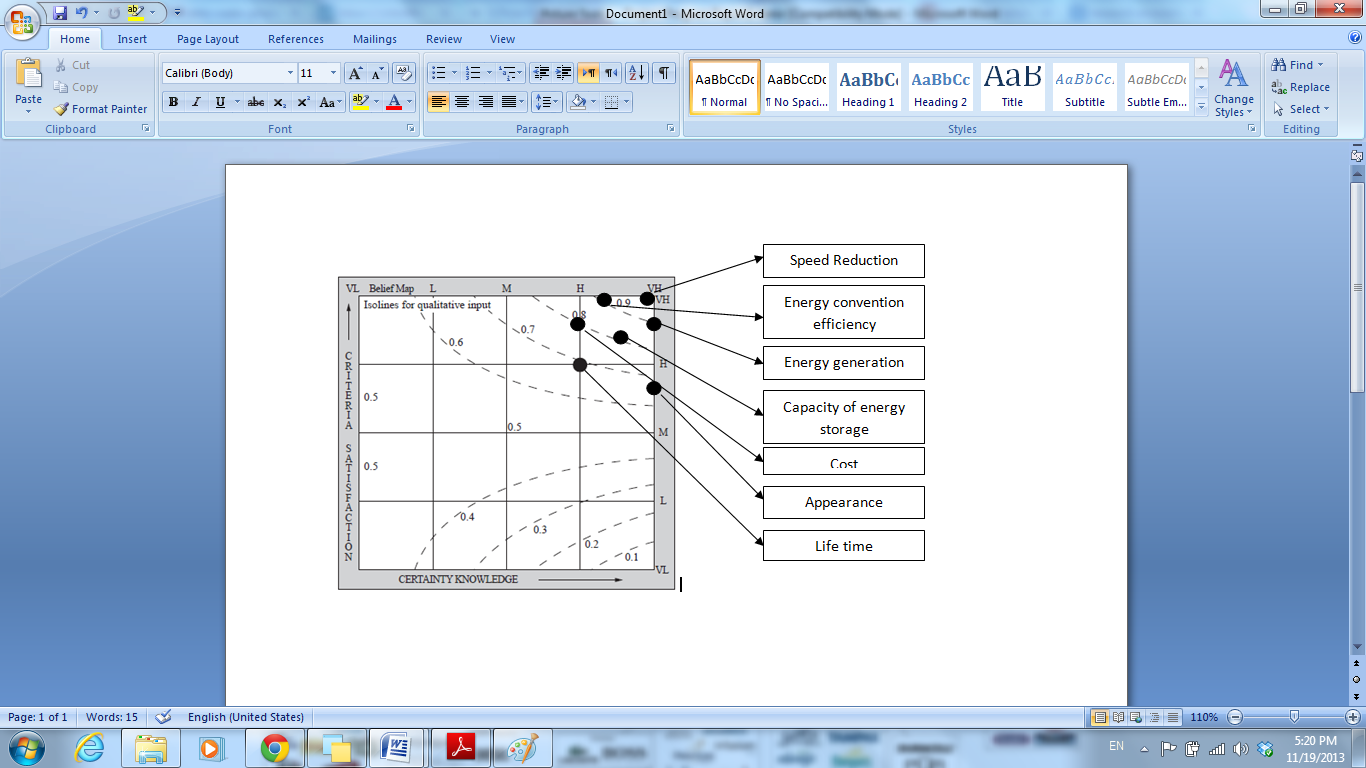 Document1 - Microsoft Word
Home Insert Page Layout References Mailings Review View
Paste
Cut
Copy
Format Painter
Clipboard
Calibri (Body) 11
B I U abc x₂ x² Aa
Font
Paragraph
AaBbCcDc
¶ Normal
AaBbCcDc
¶ No Spaci...
AaBbC
Heading 1
AaBbCc
Heading 2
AaB
Title
AaBbCc.
Subtitle
AaBbCcDc
Subtle Em...
Change
Styles
Styles
Find
Replace
Select
Editing
VL Belief Map L M H VH
Isolines for qualitative input
VH
H
M
L
VL
CRITERIA SATISFACTION
0.9
0.8
0.7
0.6
0.5
0.5
0.5
0.4
0.3
0.2
0.1
CERTAINTY KNOWLEDGE
Speed Reduction
Energy convention
efficiency
Energy generation
Capacity of energy
storage
Cost
Appearance
Life time
Page: 1 of 1 Words: 15 English (United States) 110%
EN
5:20 PM
11/19/2013